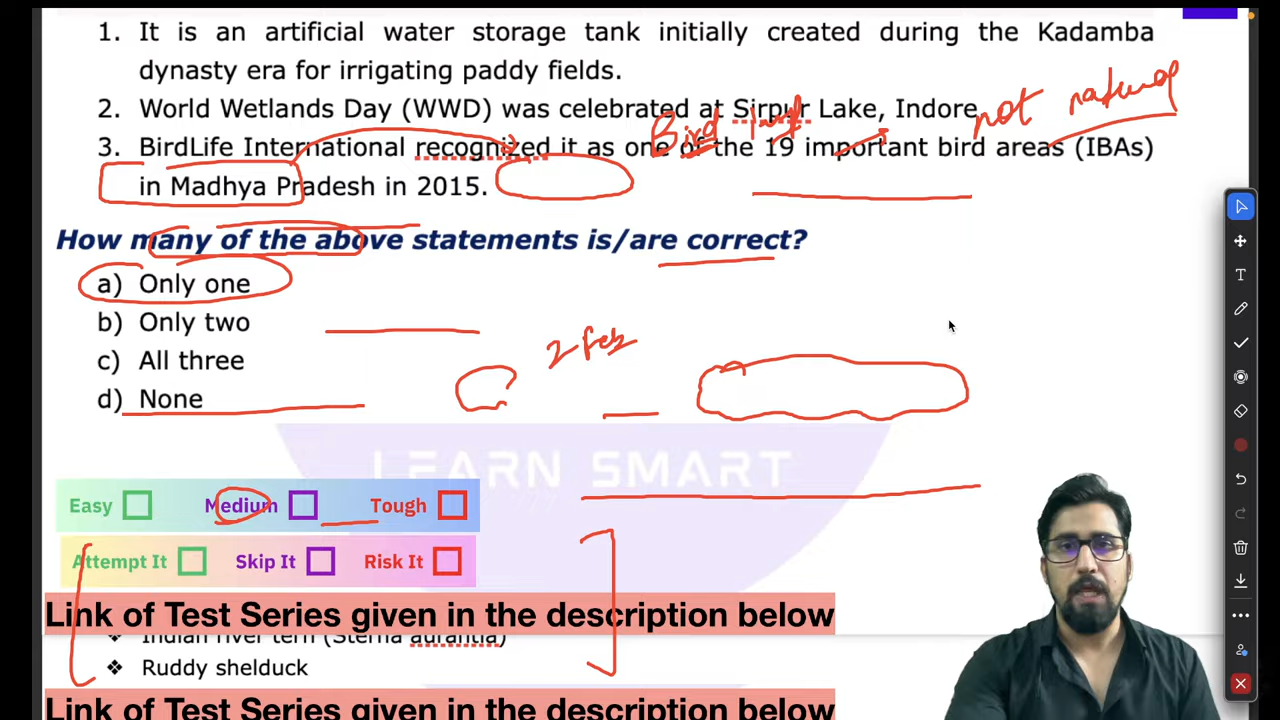 1. It is an artificial water storage tank initially created during the Kadamba
dynasty era for irrigating paddy fields.
2. World Wetlands Day (WWD) was celebrated at Sirpur Lake, Indore
not natural
Bird Imp
3. BirdLife International recognized it as one of the 19 important bird areas (IBAs)
in Madhya Pradesh in 2015.
How many of the above statements is/are correct?
a) Only one
b) Only two
2 feb
c) All three
d) None
LEARN SMART
Easy Medium Tough
Attempt It Skip It Risk It
Link of Test Series given in the description below
❖ Indian river tern (Sterna aurantia)
❖ Ruddy shelduck
Link of Test Series given in the description below